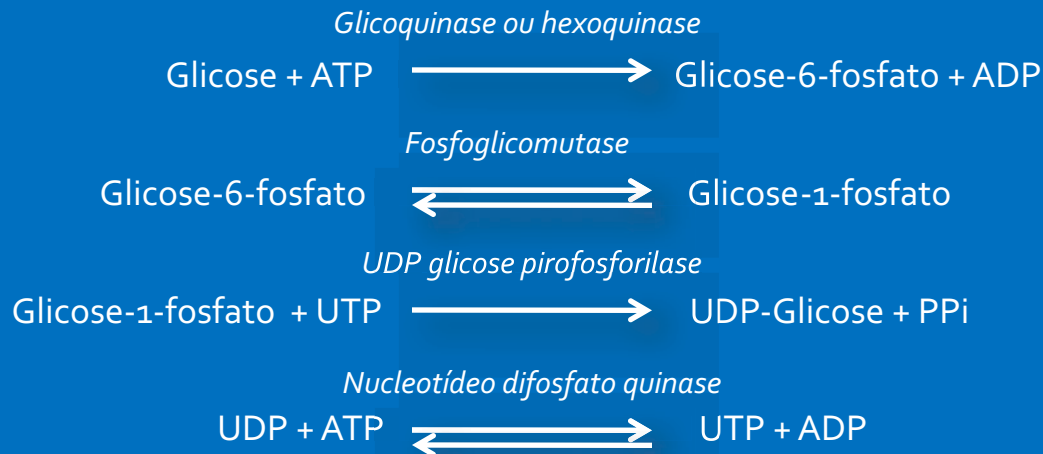 Glicoquinase ou hexoquinase
Glicose + ATP Glicose-6-fosfato + ADP
Fosfoglicomutase
Glicose-6-fosfato Glicose-1-fosfato
UDP glicose pirofosforilase
Glicose-1-fosfato + UTP UDP-Glicose + PPi
Nucleotídeo difosfato quinase
UDP + ATP UTP + ADP